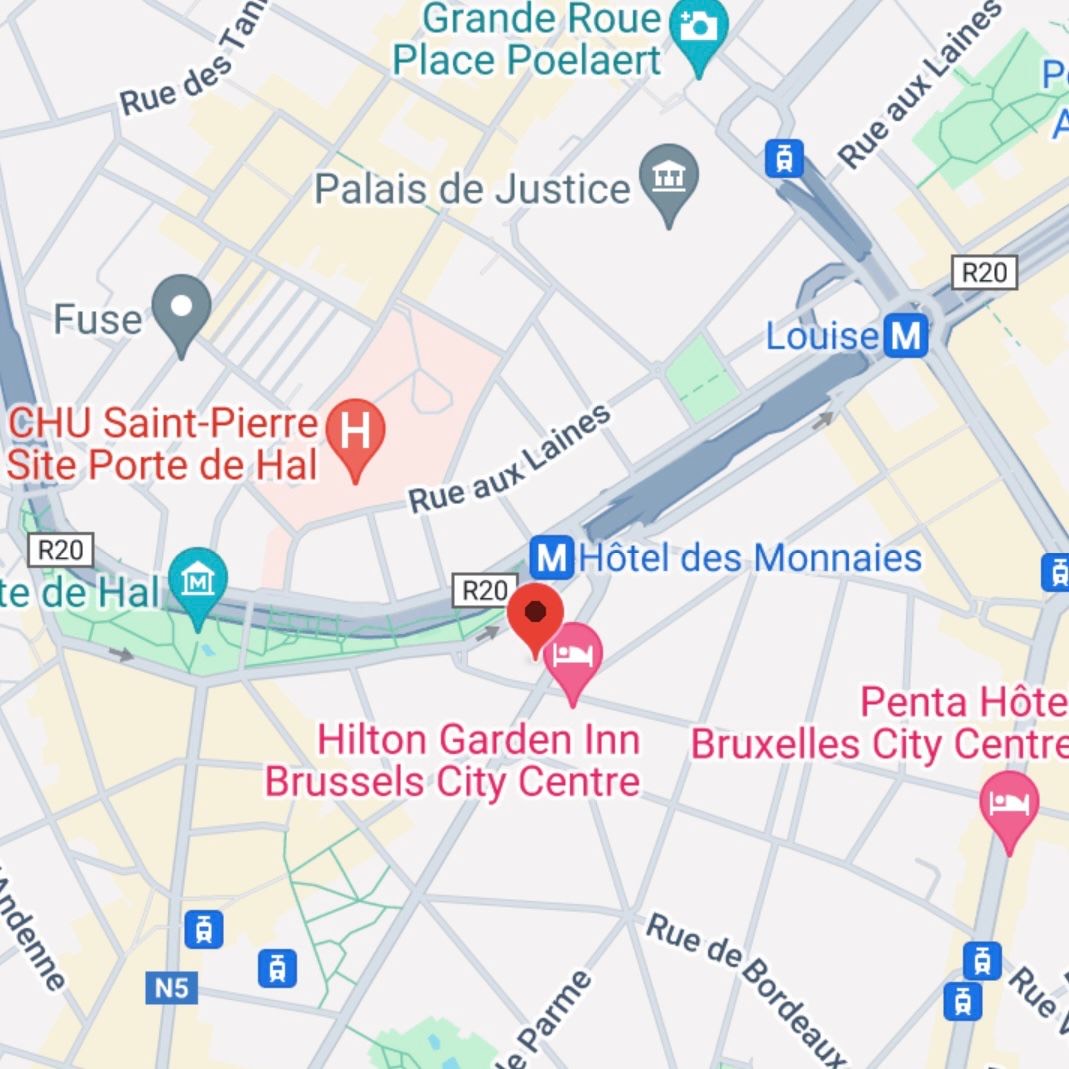 Grande Roue
Place Poelaert
Rue des Tan
Rue aux Laines
Palais de Justice
R20
Fuse
Louise
M
CHU Saint-Pierre
Site Porte de Hal
H
Rue aux Laines
R20
M
Hôtel des Monnaies
te de Hal
M
R20
Hilton Garden Inn
Brussels City Centre
Penta Hôte
Bruxelles City Centre
Andenne
N5
Rue de Bordeaux
de Parme
Rue